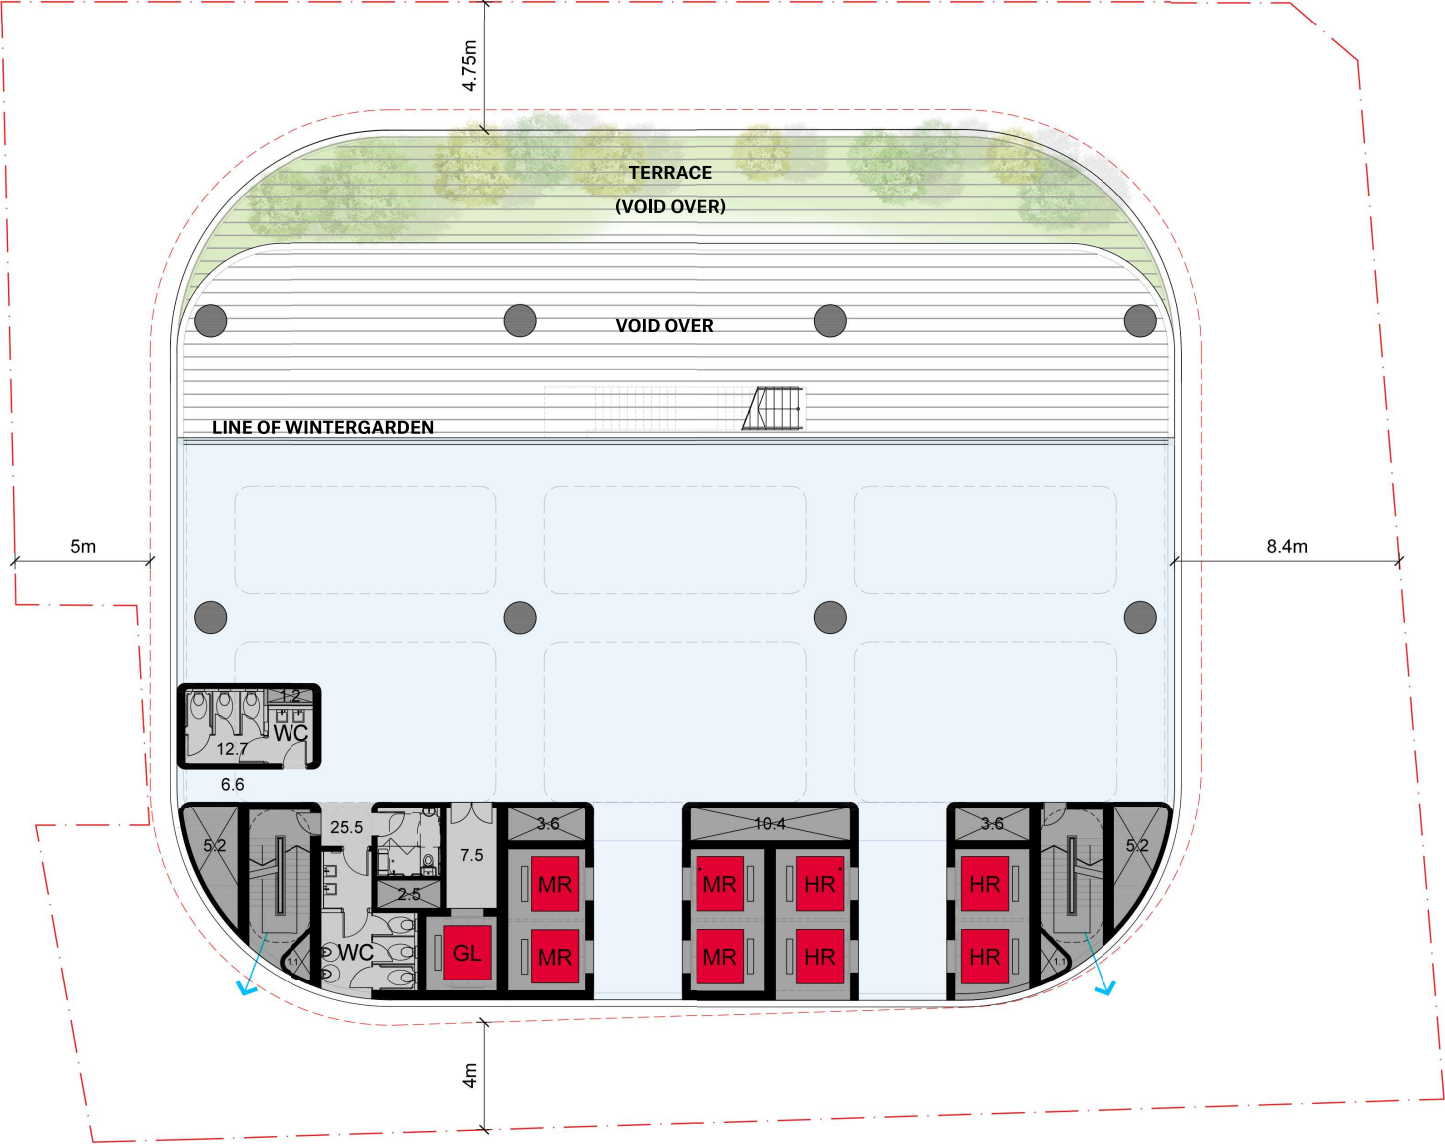 4.75m
TERRACE
(VOID OVER)
VOID OVER
LINE OF WINTERGARDEN
5m
8.4m
1.2
WC
12.7
6.6
5.2
25.5
7.5
3.6
10.4
3.6
5.2
2.5
MR
MR
HR
HR
WC
GL
MR
MR
HR
HR
1.1
1.1
4m